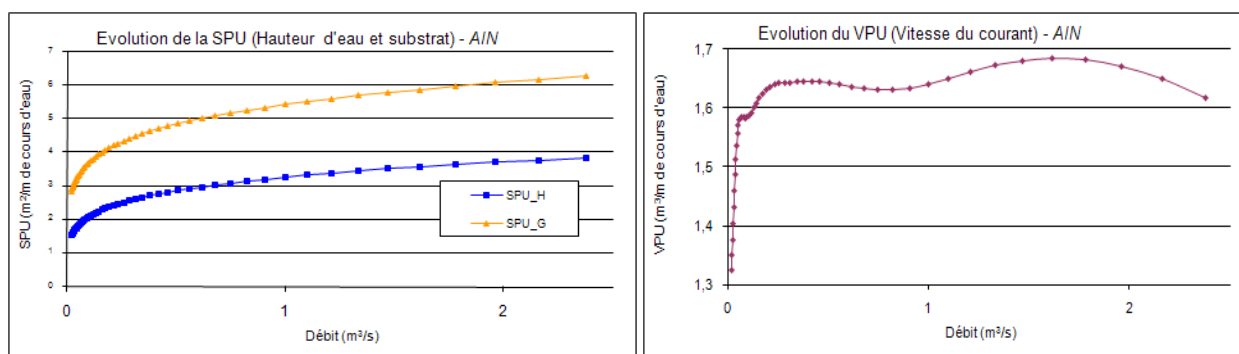 Evolution de la SPU (Hauteur d'eau et substrat) - AIN
SPU (m²/m de cours d'eau)
7
6
5
4
3
2
1
0
SPU_H
SPU_G
0
1
2
Débit (m³/s)
Evolution du VPU (Vitesse du courant) - AIN
VPU (m³/m de cours d'eau)
1,7
1,6
1,5
1,4
1,3
0
1
2
Débit (m³/s)